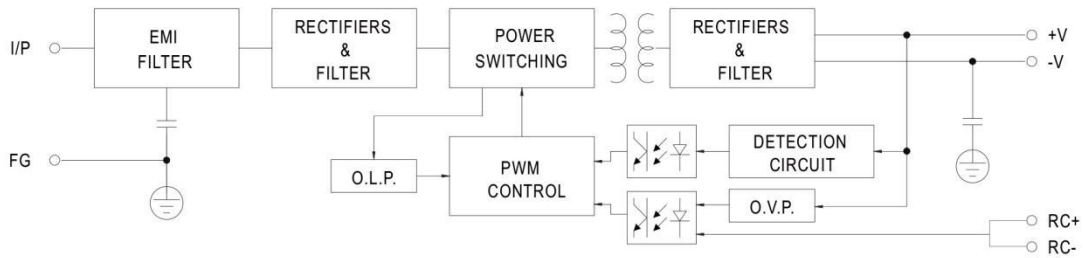 I/P
EMI
FILTER
RECTIFIERS
&
FILTER
POWER
SWITCHING
RECTIFIERS
&
FILTER
+V
-V
FG
O.L.P.
PWM
CONTROL
DETECTION
CIRCUIT
O.V.P.
RC+
RC-